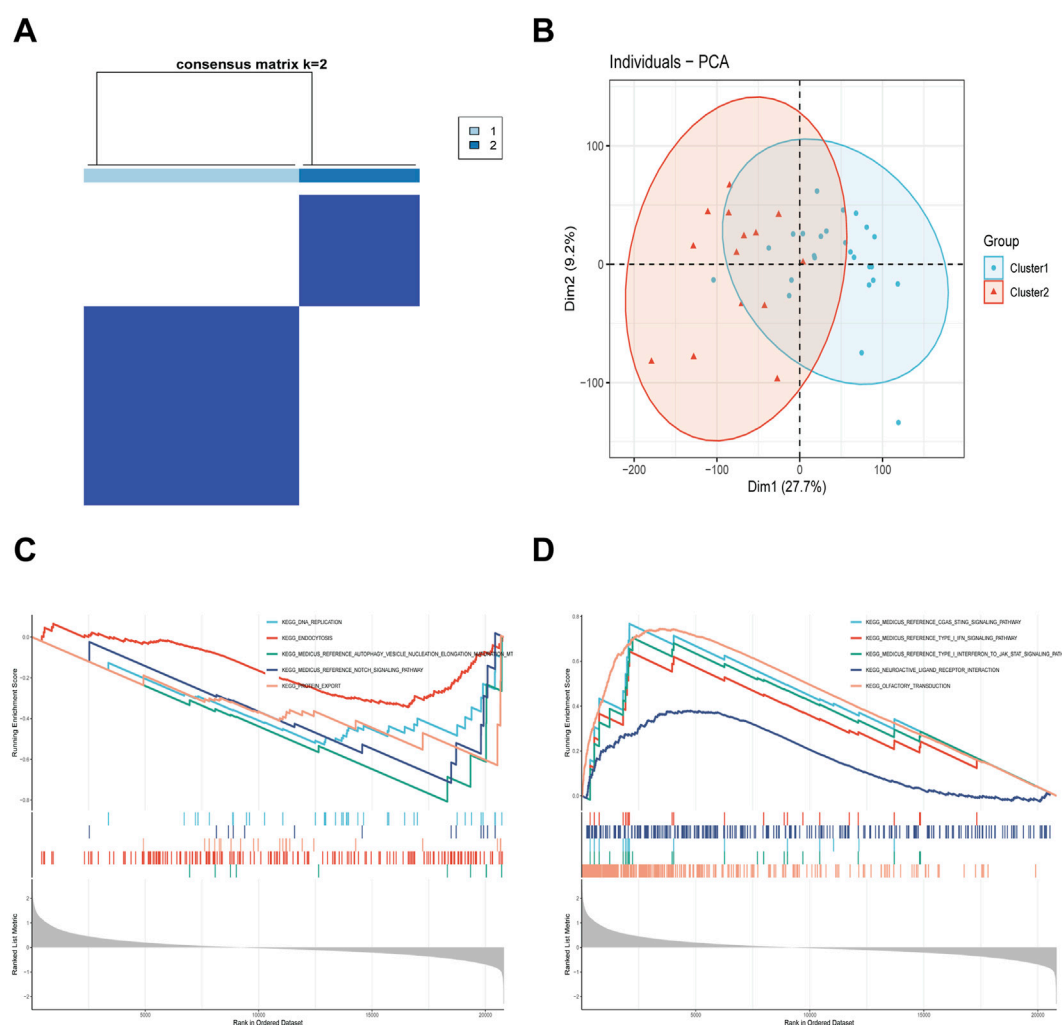 A
consensus matrix k=2
1
2
B
Individuals − PCA
100
0
−100
−200
−100
0
100
Dim1 (27.7%)
Dim2 (9.2%)
Group
Cluster1
Cluster2
C
KEGG_DNA_REPLICATION
KEGG_ENDOCYTOSIS
KEGG_MEDICUS_REFERENCE_AUTOPHAGY_VESICLE_NUCLEATION_ELONGATION_MATURATION_MT
KEGG_MEDICUS_REFERENCE_NOTCH_SIGNALING_PATHWAY
KEGG_PROTEIN_EXPORT
Running Enrichment Score
0.0
−0.4
−0.6
−0.8
Ranked List Metric
2
1
0
−1
−2
5000
10000
15000
20000
Rank in Ordered Dataset
D
KEGG_MEDICUS_REFERENCE_CGAS_STING_SIGNALING_PATHWAY
KEGG_MEDICUS_REFERENCE_TYPE_I_IFN_SIGNALING_PATHWAY
KEGG_MEDICUS_REFERENCE_TYPE_I_INTERFERON_TO_JAK_STAT_SIGNALING_PAT
KEGG_NEUROACTIVE_LIGAND_RECEPTOR_INTERACTION
KEGG_OLFACTORY_TRANSDUCTION
Running Enrichment Score
0.8
0.6
0.4
0.2
0.0
Ranked List Metric
2
1
0
−1
−2
5000
10000
15000
20000
Rank in Ordered Dataset